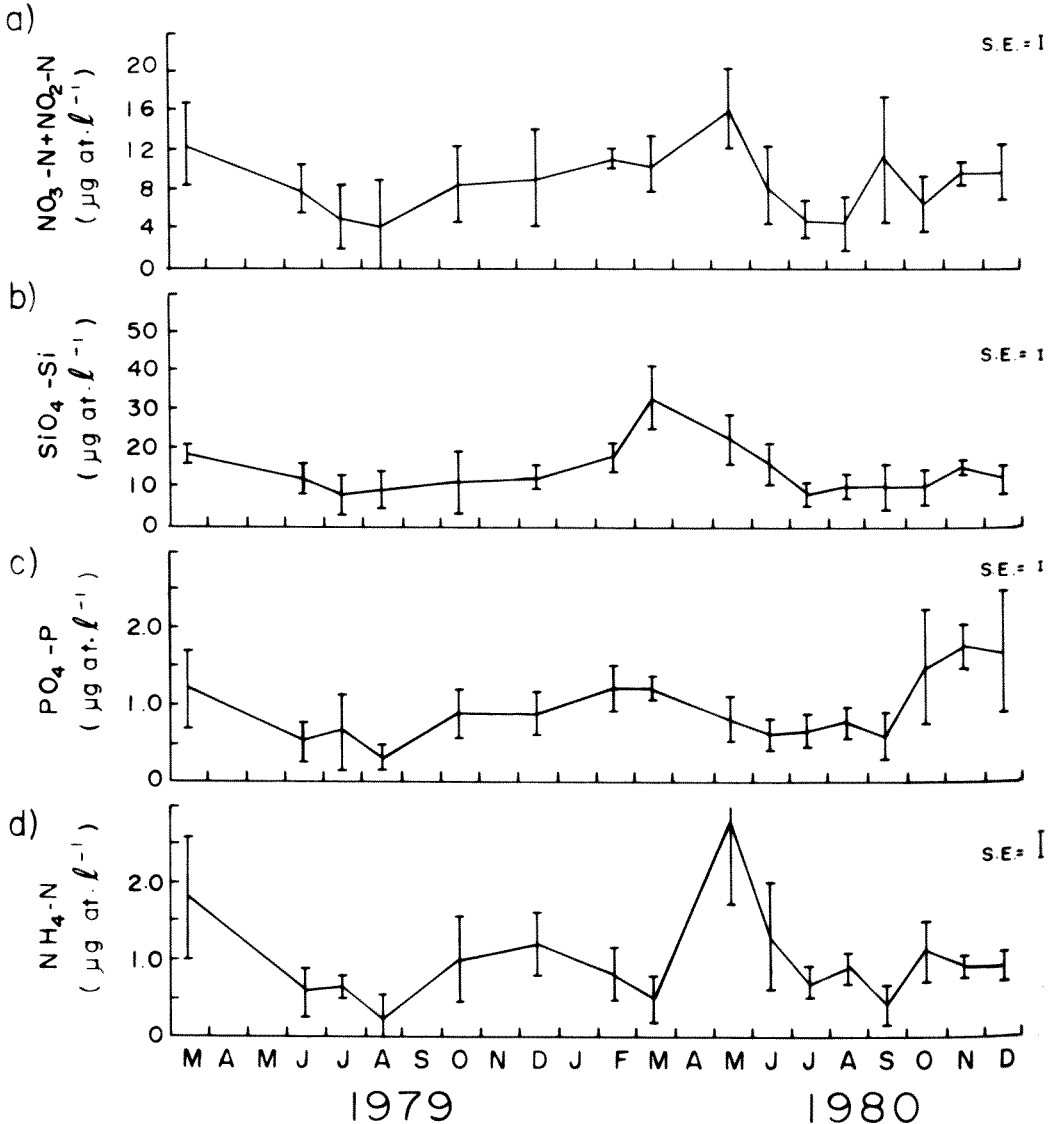 a)
NO₃-N+NO₂-N
(µg at·ℓ⁻¹)
20
16
12
8
4
0
S.E.= I
b)
SiO₄-Si
(µg at·ℓ⁻¹)
50
40
30
20
10
0
S.E.= I
c)
PO₄-P
(µg at·ℓ⁻¹)
2.0
1.0
0
S.E.= I
d)
NH₄-N
(µg at·ℓ⁻¹)
2.0
1.0
0
S.E.= I
M A M J J A S O N D J F M M J J A S O N D
1979 1980